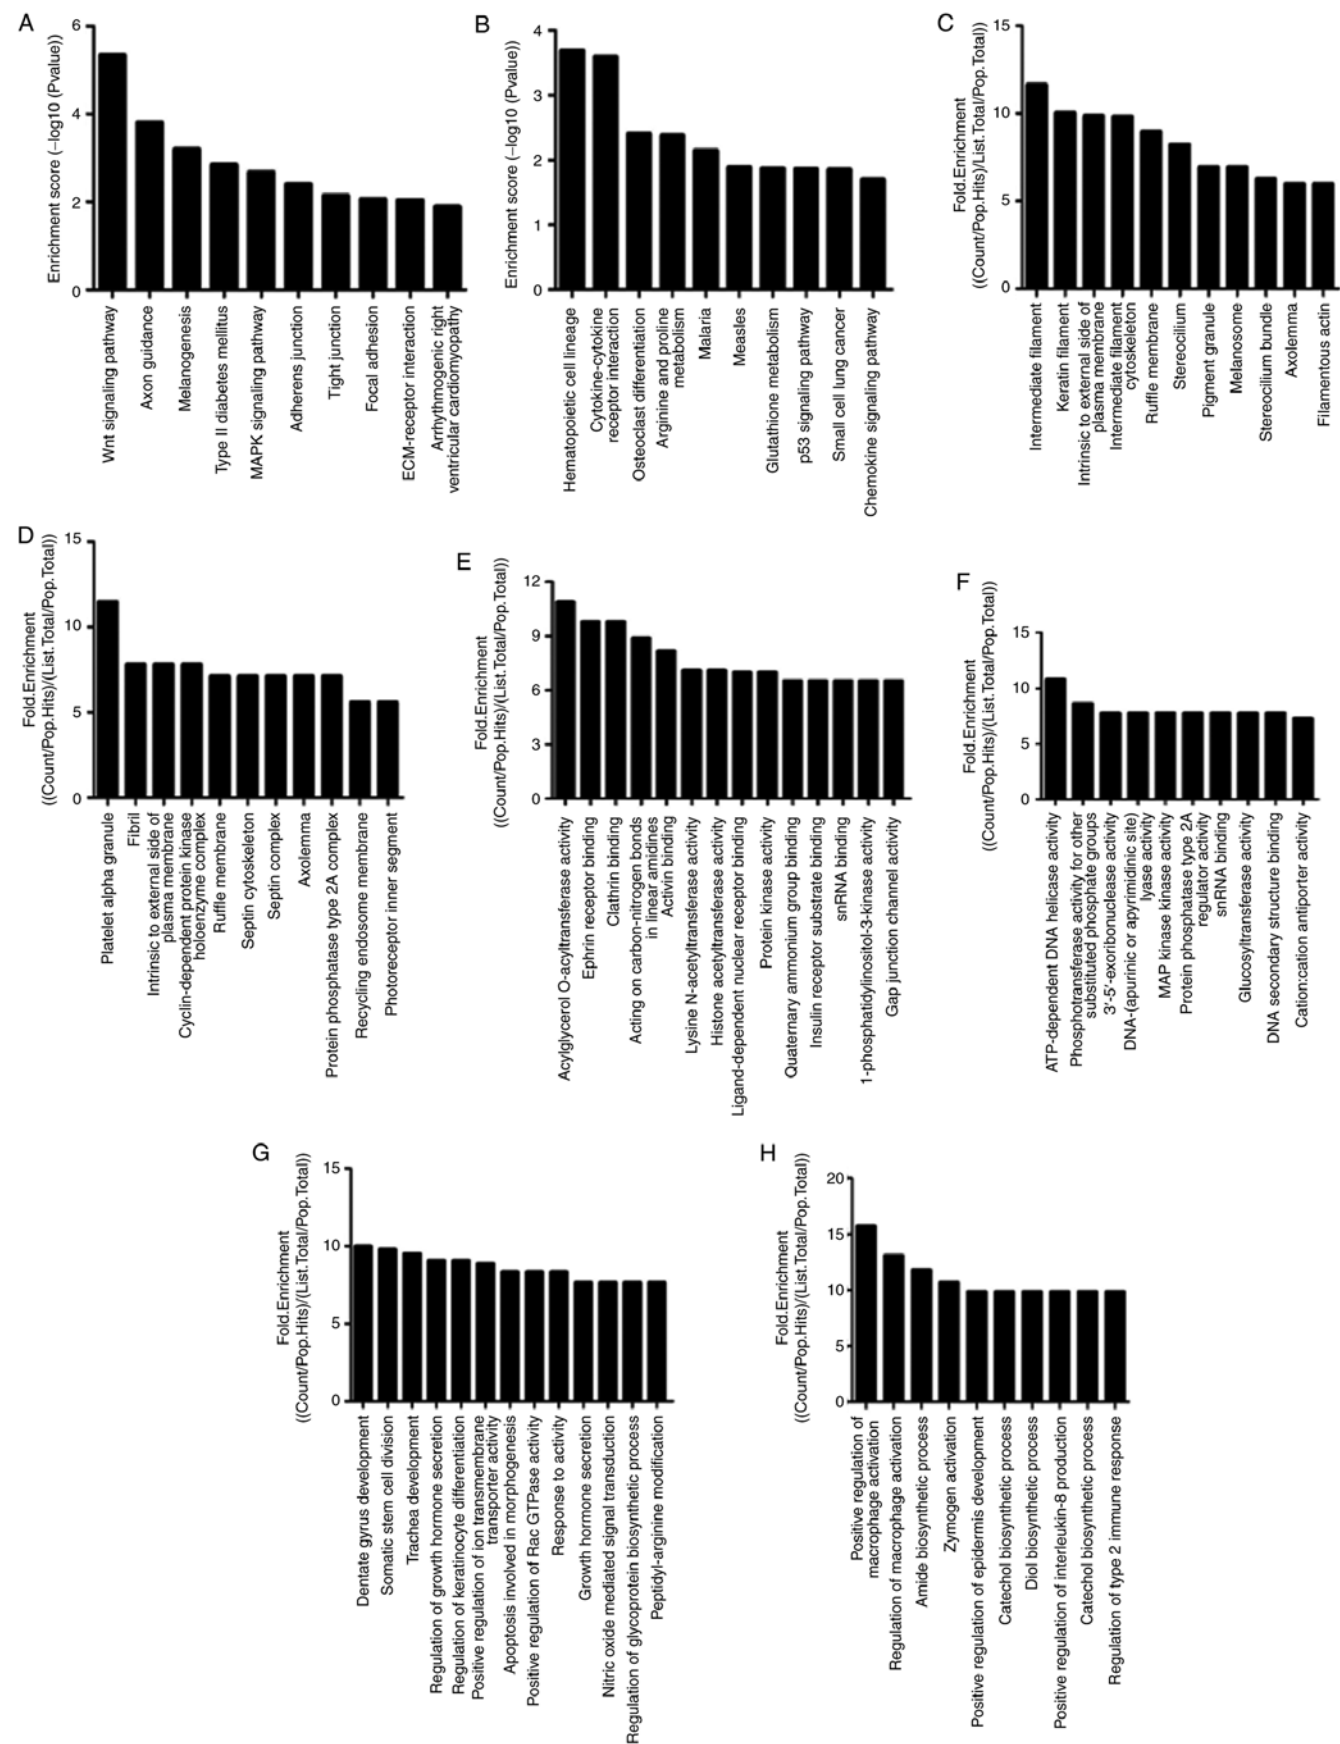 A
Enrichment score (−log10 (Pvalue))
6
4
2
0
Wnt signaling pathway
Axon guidance
Melanogenesis
Type II diabetes mellitus
MAPK signaling pathway
Adherens junction
Tight junction
Focal adhesion
ECM-receptor interaction
Arrhythmogenic right
ventricular cardiomyopathy
B
Enrichment score (−log10 (Pvalue))
4
3
2
1
0
Hematopoietic cell lineage
Cytokine-cytokine
receptor interaction
Osteoclast differentiation
Arginine and proline
metabolism
Malaria
Measles
Glutathione metabolism
p53 signaling pathway
Small cell lung cancer
Chemokine signaling pathway
C
Fold.Enrichment
((Count/Pop.Hits)/List.Total/Pop.Total))
15
10
5
0
Intermediate filament
Keratin filament
Intrinsic to external side of
plasma membrane
Intermediate filament
cytoskeleton
Ruffle membrane
Stereocilium
Pigment granule
Melanosome
Stereocilium bundle
Axolemma
Filamentous actin
D
Fold.Enrichment
((Count/Pop.Hits)/(List.Total/Pop.Total))
15
10
5
0
Platelet alpha granule
Fibril
Intrinsic to external side of
plasma membrane
Cyclin-dependent protein kinase
holoenzyme complex
Ruffle membrane
Septin cytoskeleton
Septin complex
Axolemma
Protein phosphatase type 2A complex
Recycling endosome membrane
Photoreceptor inner segment
E
Fold.Enrichment
((Count/Pop.Hits)/(List.Total/Pop.Total))
12
9
6
3
0
Acylglycerol O-acyltransferase activity
Ephrin receptor binding
Clathrin binding
Acting on carbon-nitrogen bonds
in linear amidines
Activin binding
Lysine N-acetyltransferase activity
Histone acetyltransferase activity
Ligand-dependent nuclear receptor binding
Protein kinase activity
Quaternary ammonium group binding
Insulin receptor substrate binding
snRNA binding
1-phosphatidylinositol-3-kinase activity
Gap junction channel activity
F
Fold.Enrichment
((Count/Pop.Hits)/(List.Total/Pop.Total))
15
10
5
0
ATP-dependent DNA helicase activity
Phosphotransferase activity for other
substituted phosphate groups
3′-5′-exoribonuclease activity
DNA-(apurinic or apyrimidinic site)
lyase activity
MAP kinase kinase activity
Protein phosphatase type 2A
regulator activity
snRNA binding
Glucosyltransferase activity
DNA secondary structure binding
Cation:cation antiporter activity
G
Fold.Enrichment
((Count/Pop.Hits)/(List.Total/Pop.Total))
15
10
5
0
Dentate gyrus development
Somatic stem cell division
Trachea development
Regulation of growth hormone secretion
Regulation of keratinocyte differentiation
Positive regulation of ion transmembrane
transporter activity
Apoptosis involved in morphogenesis
Positive regulation of Rac GTPase activity
Response to activity
Growth hormone secretion
Nitric oxide mediated signal transduction
Regulation of glycoprotein biosynthetic process
Peptidyl-arginine modification
H
Fold.Enrichment
((Count/Pop.Hits)/(List.Total/Pop.Total))
20
15
10
5
0
Positive regulation of
macrophage activation
Regulation of macrophage activation
Amide biosynthetic process
Zymogen activation
Positive regulation of epidermis development
Catechol biosynthetic process
Diol biosynthetic process
Positive regulation of interleukin-8 production
Catechol biosynthetic process
Regulation of type 2 immune response